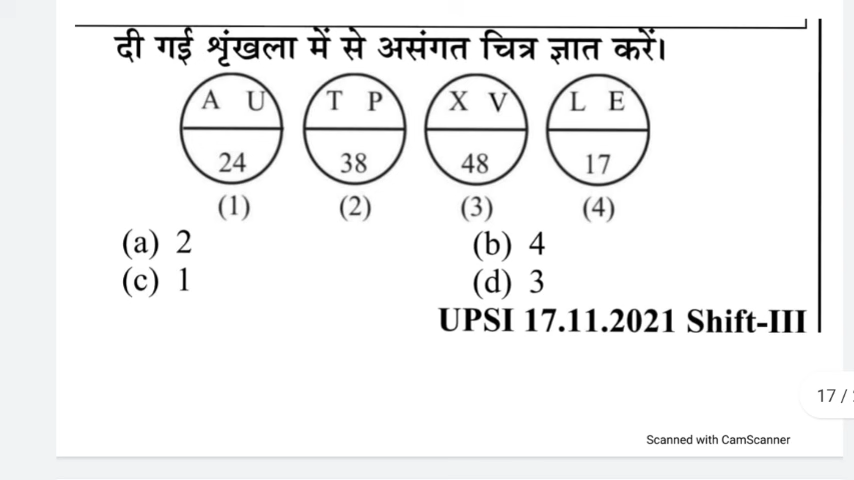 दी गई श्रृंखला में से असंगत चित्र ज्ञात करें।
A U T P X V L E
24 38 48 17
(1) (2) (3) (4)
(a) 2 (b) 4
(c) 1 (d) 3
UPSI 17.11.2021 Shift-III
17 /
Scanned with CamScanner